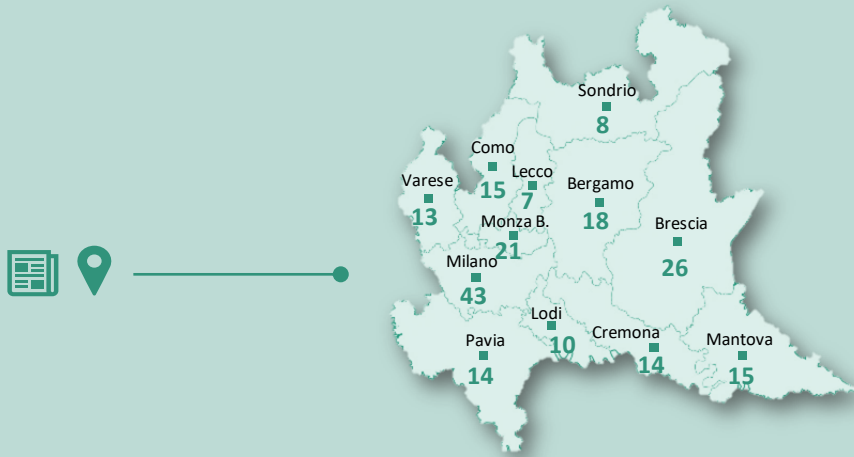 Sondrio
8
Como
15
Lecco
7
Varese
13
Bergamo
18
Monza B.
21
Brescia
26
Milano
43
Lodi
10
Cremona
14
Pavia
14
Mantova
15